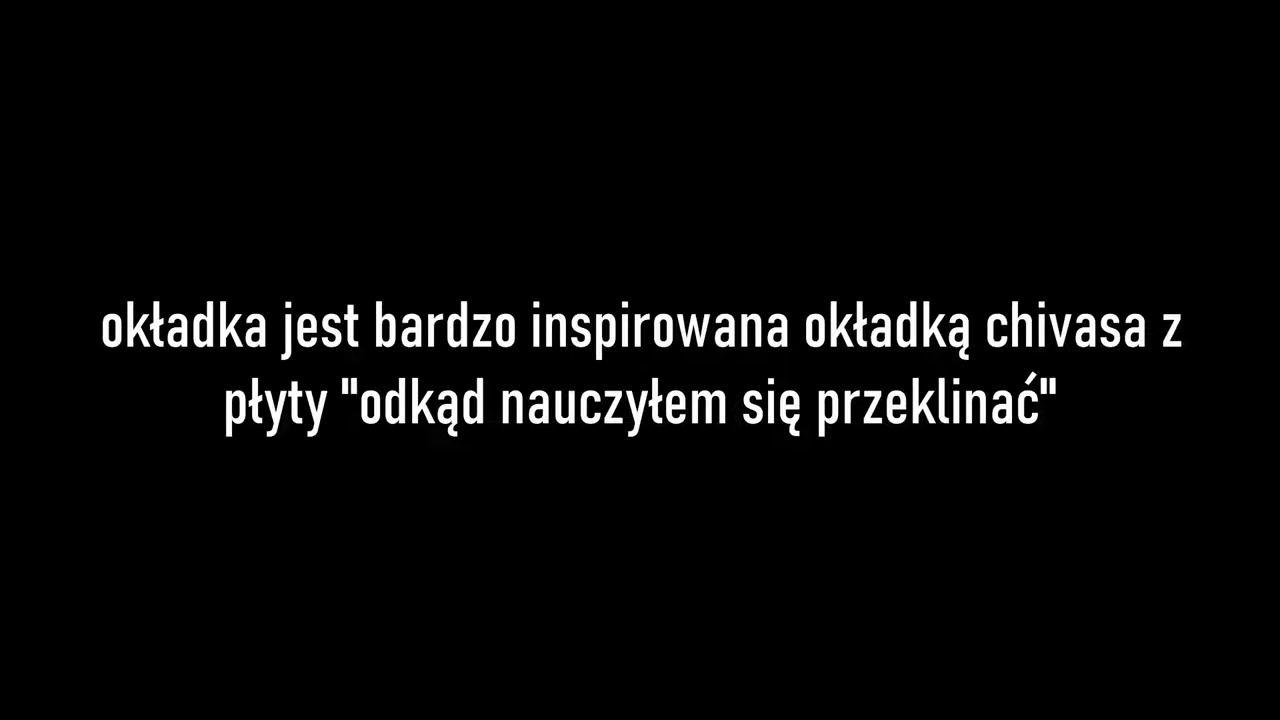 okładka jest bardzo inspirowana okładką chivasa z
płyty "odkąd nauczyłem się przeklinać"